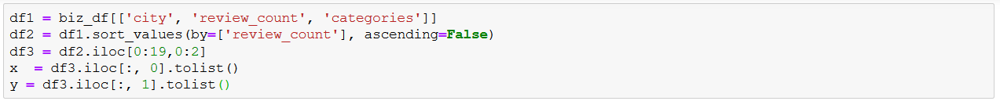 df1 = biz_df[['city', 'review_count', 'categories']]
df2 = df1.sort_values(by=['review_count'], ascending=False)
df3 = df2.iloc[0:19,0:2]
x  = df3.iloc[:, 0].tolist()
y = df3.iloc[:, 1].tolist()